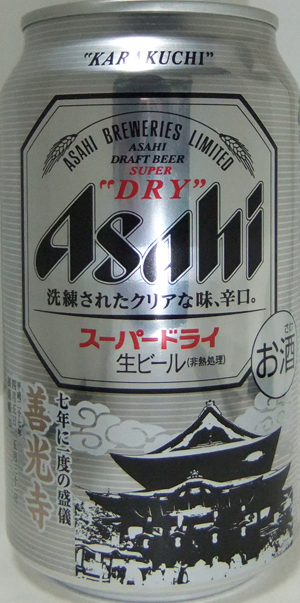 "KARAKUCHI"
ASAHI BREWERIES LIMITED
ASAHI
DRAFT BEER
SUPER
"DRY"
Asahi
洗練されたクリアな味、辛口。
スーパードライ
生ビール(非熱処理)
お酒
七年に一度の盛儀
善光寺